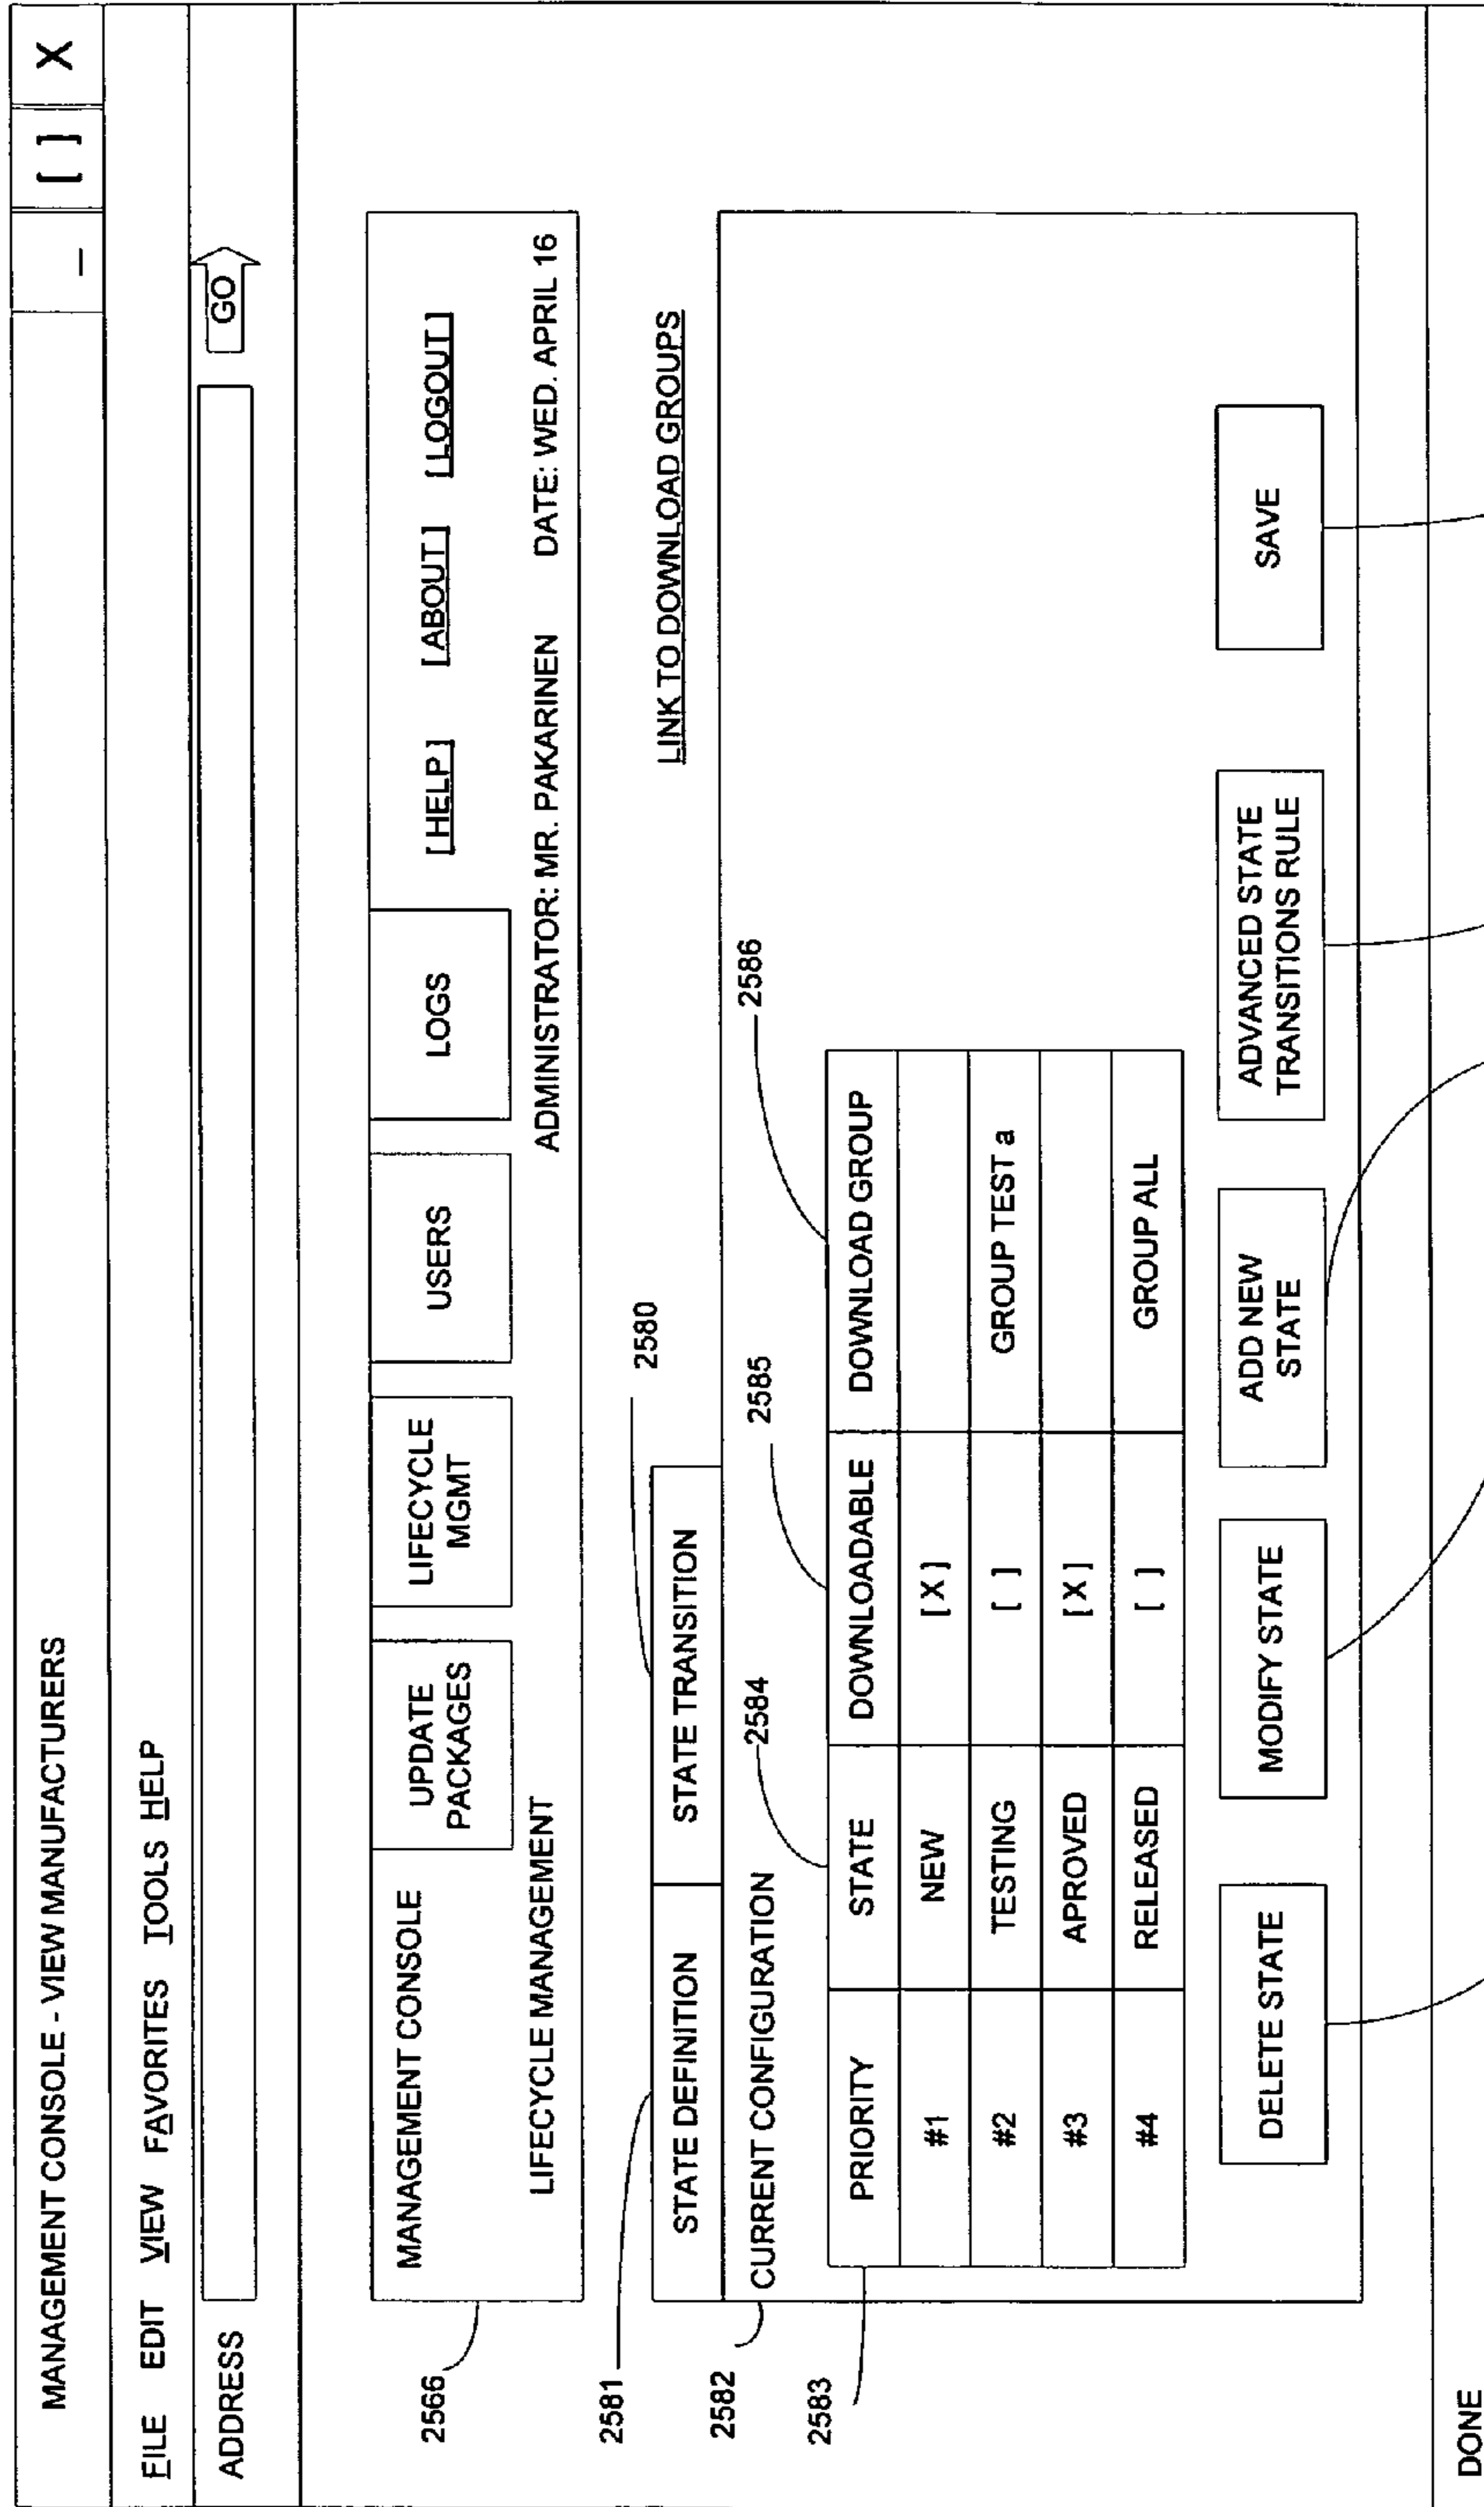 MANAGEMENT CONSOLE - VIEW MANUFACTURERS _ [ ] X
FILE EDIT VIEW FAVORITES TOOLS HELP
ADDRESS GO
MANAGEMENT CONSOLE
UPDATE PACKAGES
LIFECYCLE MGMT
USERS
LOGS
[HELP] [ABOUT] [LOGOUT]
LIFECYCLE MANAGEMENT
ADMINISTRATOR: MR. PAKARINEN DATE: WED. APRIL 16
2566
2581
2580
STATE DEFINITION STATE TRANSITION
LINK TO DOWNLOAD GROUPS
2582
CURRENT CONFIGURATION
2583
2584
2585
2586
PRIORITY STATE DOWNLOADABLE DOWNLOAD GROUP
#1 NEW [X]
#2 TESTING [ ] GROUP TEST a
#3 APROVED [X]
#4 RELEASED [ ] GROUP ALL
DELETE STATE
MODIFY STATE
ADD NEW STATE
ADVANCED STATE TRANSITIONS RULE
SAVE
DONE